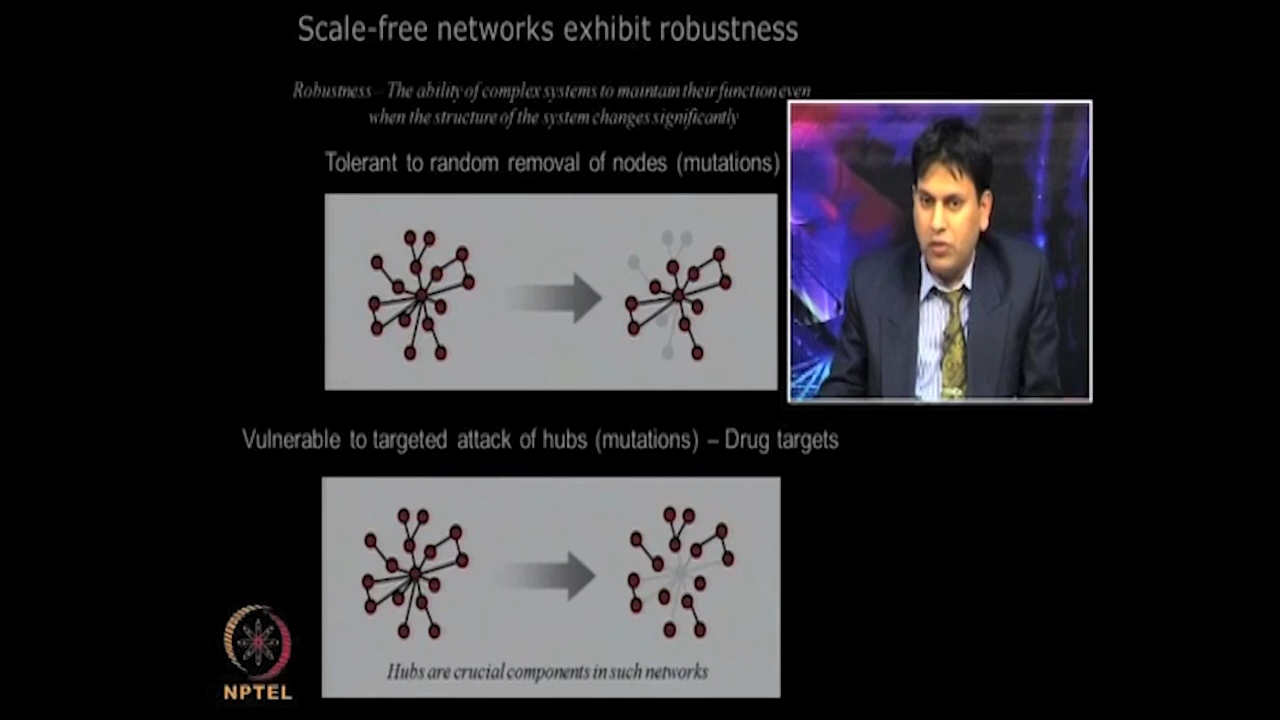 Scale-free networks exhibit robustness
Robustness – The ability of complex systems to maintain their function even
when the structure of the system changes significantly
Tolerant to random removal of nodes (mutations)
Vulnerable to targeted attack of hubs (mutations) – Drug targets
Hubs are crucial components in such networks
NPTEL